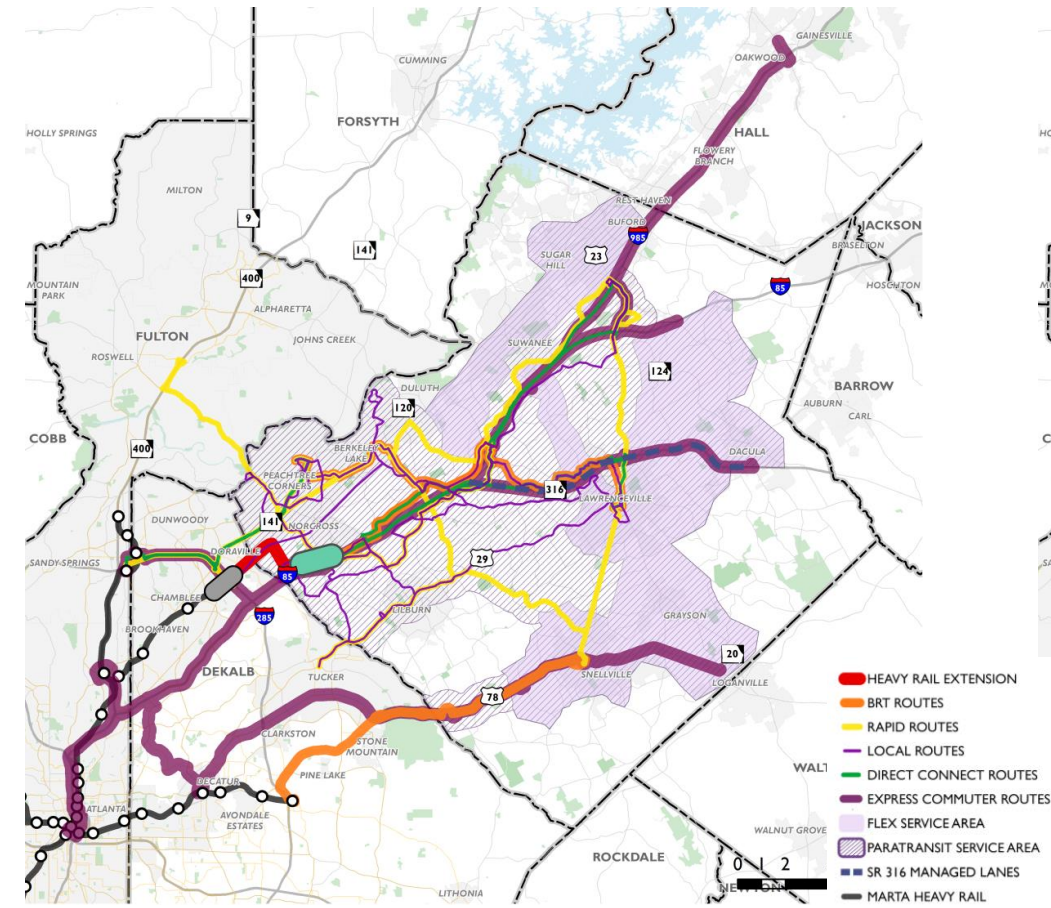 GAINESVILLE
OAKWOOD
CUMMING
FORSYTH
HALL
HOLLY SPRINGS
FLOWERY
BRANCH
MILTON
REST HAVEN
9
BUFORD
JACKSON
141
985
BRASELTON
23
SUGAR
HILL
400
85
HOSCHTON
MOUNTAIN
PARK
ALPHARETTA
FULTON
JOHNS CREEK
SUWANEE
ROSWELL
124
DULUTH
BARROW
120
AUBURN
CARL
COBB
400
BERKELEY
LAKE
DACULA
PEACHTREE
CORNERS
316
LAWRENCEVILLE
DUNWOODY
141
NORCROSS
SANDY SPRINGS
DORAVILLE
29
85
CHAMBLEE
LILBURN
285
GRAYSON
BROOKHAVEN
20
DEKALB
TUCKER
SNELLVILLE
LOGANVILLE
78
HEAVY RAIL EXTENSION
BRT ROUTES
RAPID ROUTES
CLARKSTON
STONE
MOUNTAIN
LOCAL ROUTES
PINE LAKE
DIRECT CONNECT ROUTES
DECATUR
EXPRESS COMMUTER ROUTES
ATLANTA
AVONDALE
ESTATES
FLEX SERVICE AREA
WALNUT GROVE
PARATRANSIT SERVICE AREA
ROCKDALE
0 1 2
SR 316 MANAGED LANES
LITHONIA
MARTA HEAVY RAIL